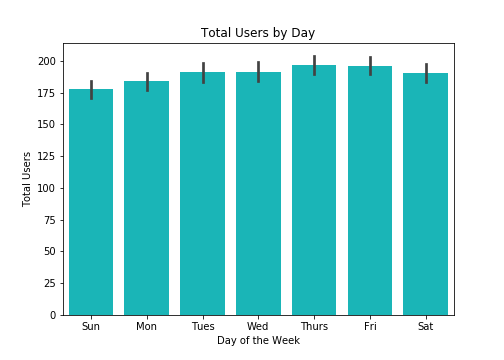 Total Users by Day
Total Users
200
175
150
125
100
75
50
25
0
Sun Mon Tues Wed Thurs Fri Sat
Day of the Week